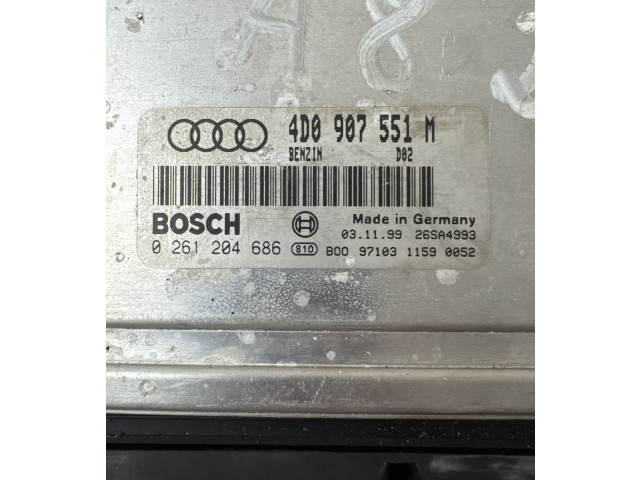 A8
4D0 907 551 M
BENZIN D02
BOSCH
Made in Germany
03.11.99 26SA4993
0 261 204 686 810 B00 97103 1159 0052